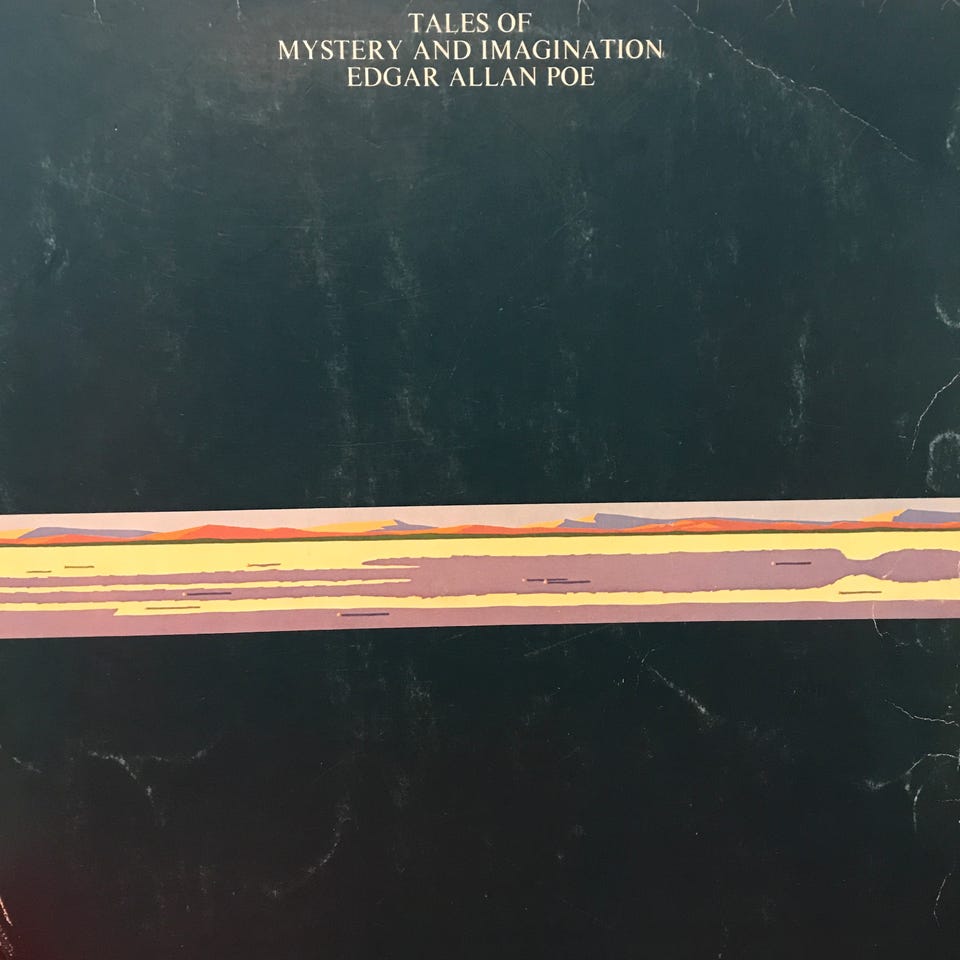 TALES OF
MYSTERY AND IMAGINATION
EDGAR ALLAN POE